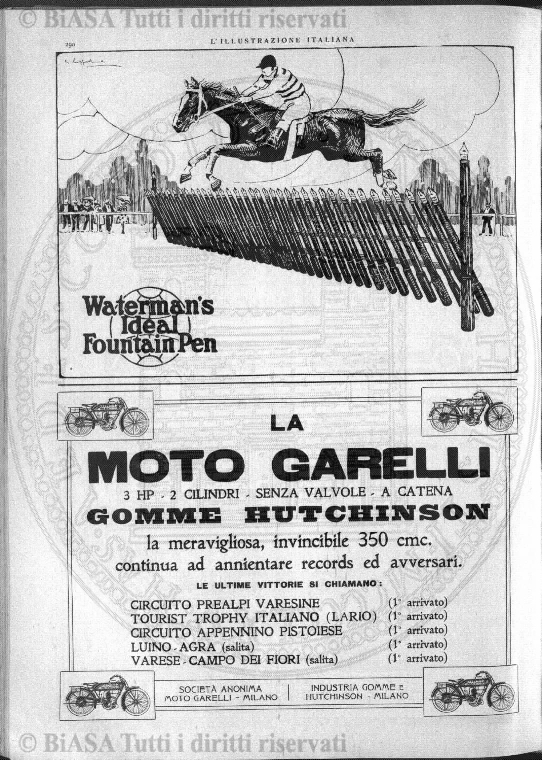 © BiASA Tutti i diritti riservati
290
L'ILLUSTRAZIONE ITALIANA
Waterman's
Ideal
Fountain Pen
LA
MOTO GARELLI
3 HP - 2 CILINDRI - SENZA VALVOLE - A CATENA
GOMME HUTCHINSON
la meravigliosa, invincibile 350 cmc.
continua ad annientare records ed avversari.
LE ULTIME VITTORIE SI CHIAMANO:
CIRCUITO PREALPI VARESINE (1° arrivato)
TOURIST TROPHY ITALIANO (LARIO) (1° arrivato)
CIRCUITO APPENNINO PISTOIESE (1° arrivato)
LUINO - AGRA (salita) (1° arrivato)
VARESE - CAMPO DEI FIORI (salita) (1° arrivato)
SOCIETÀ ANONIMA
MOTO GARELLI - MILANO
INDUSTRIA GOMME E
HUTCHINSON - MILANO
© BiASA Tutti i diritti riservati